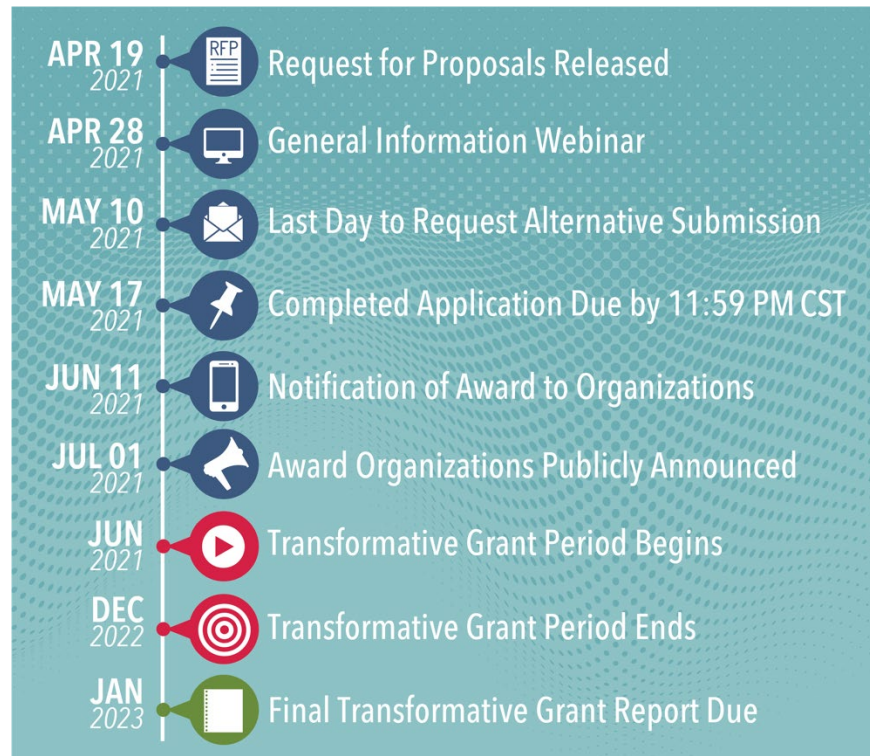 APR 19
2021
RFP
Request for Proposals Released
APR 28
2021
General Information Webinar
MAY 10
2021
Last Day to Request Alternative Submission
MAY 17
2021
Completed Application Due by 11:59 PM CST
JUN 11
2021
Notification of Award to Organizations
JUL 01
2021
Award Organizations Publicly Announced
JUN
2021
Transformative Grant Period Begins
DEC
2022
Transformative Grant Period Ends
JAN
2023
Final Transformative Grant Report Due